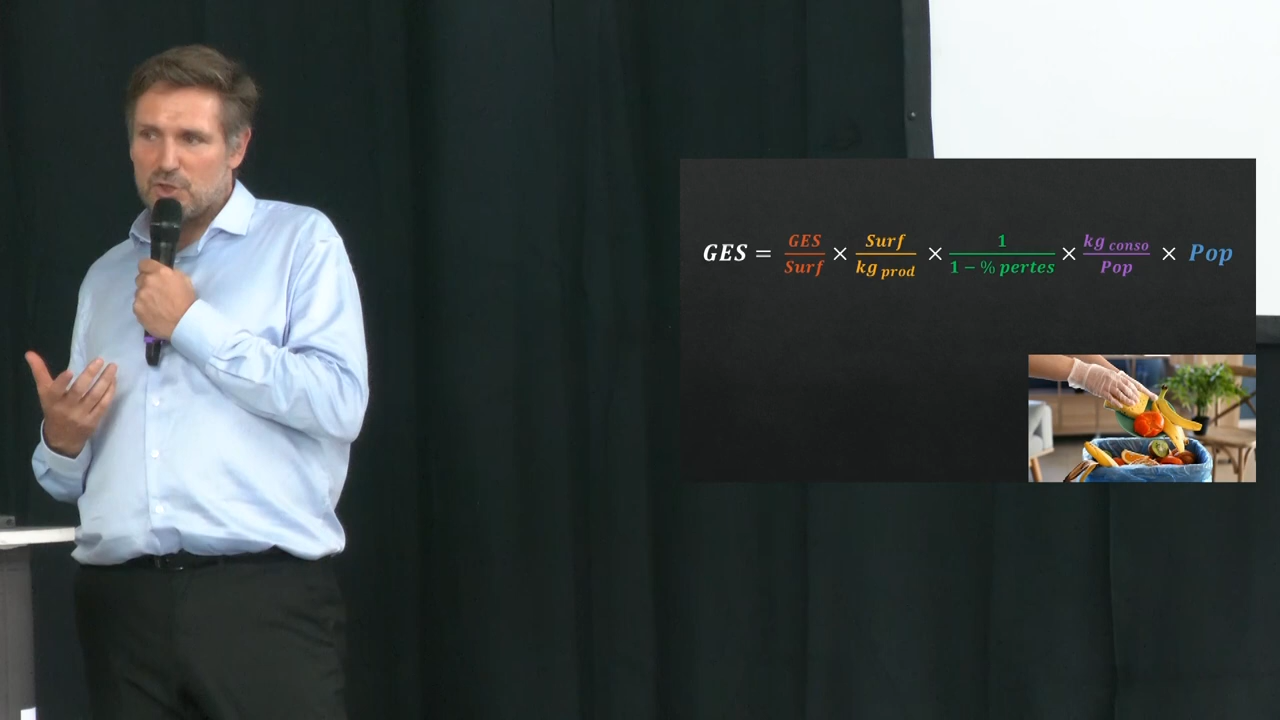 GES = GES/Surf × Surf/kg prod × 1/(1 − % pertes) × kg conso/Pop × Pop